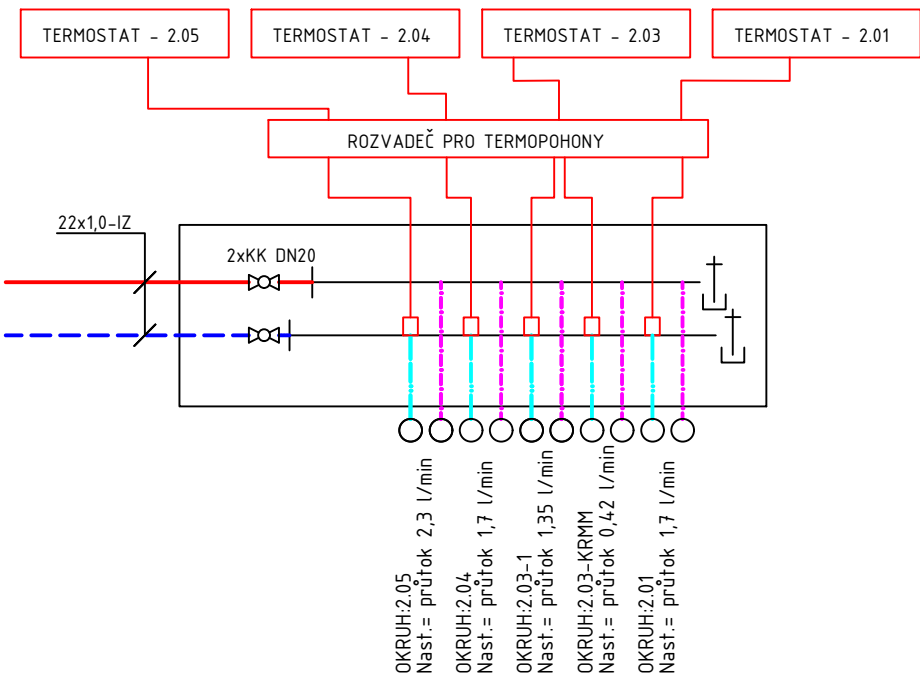 TERMOSTAT - 2.05
TERMOSTAT - 2.04
TERMOSTAT - 2.03
TERMOSTAT - 2.01
ROZVADEČ PRO TERMOPOHONY
22x1,0-IZ
2xKK DN20
OKRUH:2.05
Nast.= průtok 2,3 l/min
OKRUH:2.04
Nast.= průtok 1,7 l/min
OKRUH:2.03-1
Nast.= průtok 1,35 l/min
OKRUH:2.03-KRMM
Nast.= průtok 0,42 l/min
OKRUH:2.01
Nast.= průtok 1,7 l/min